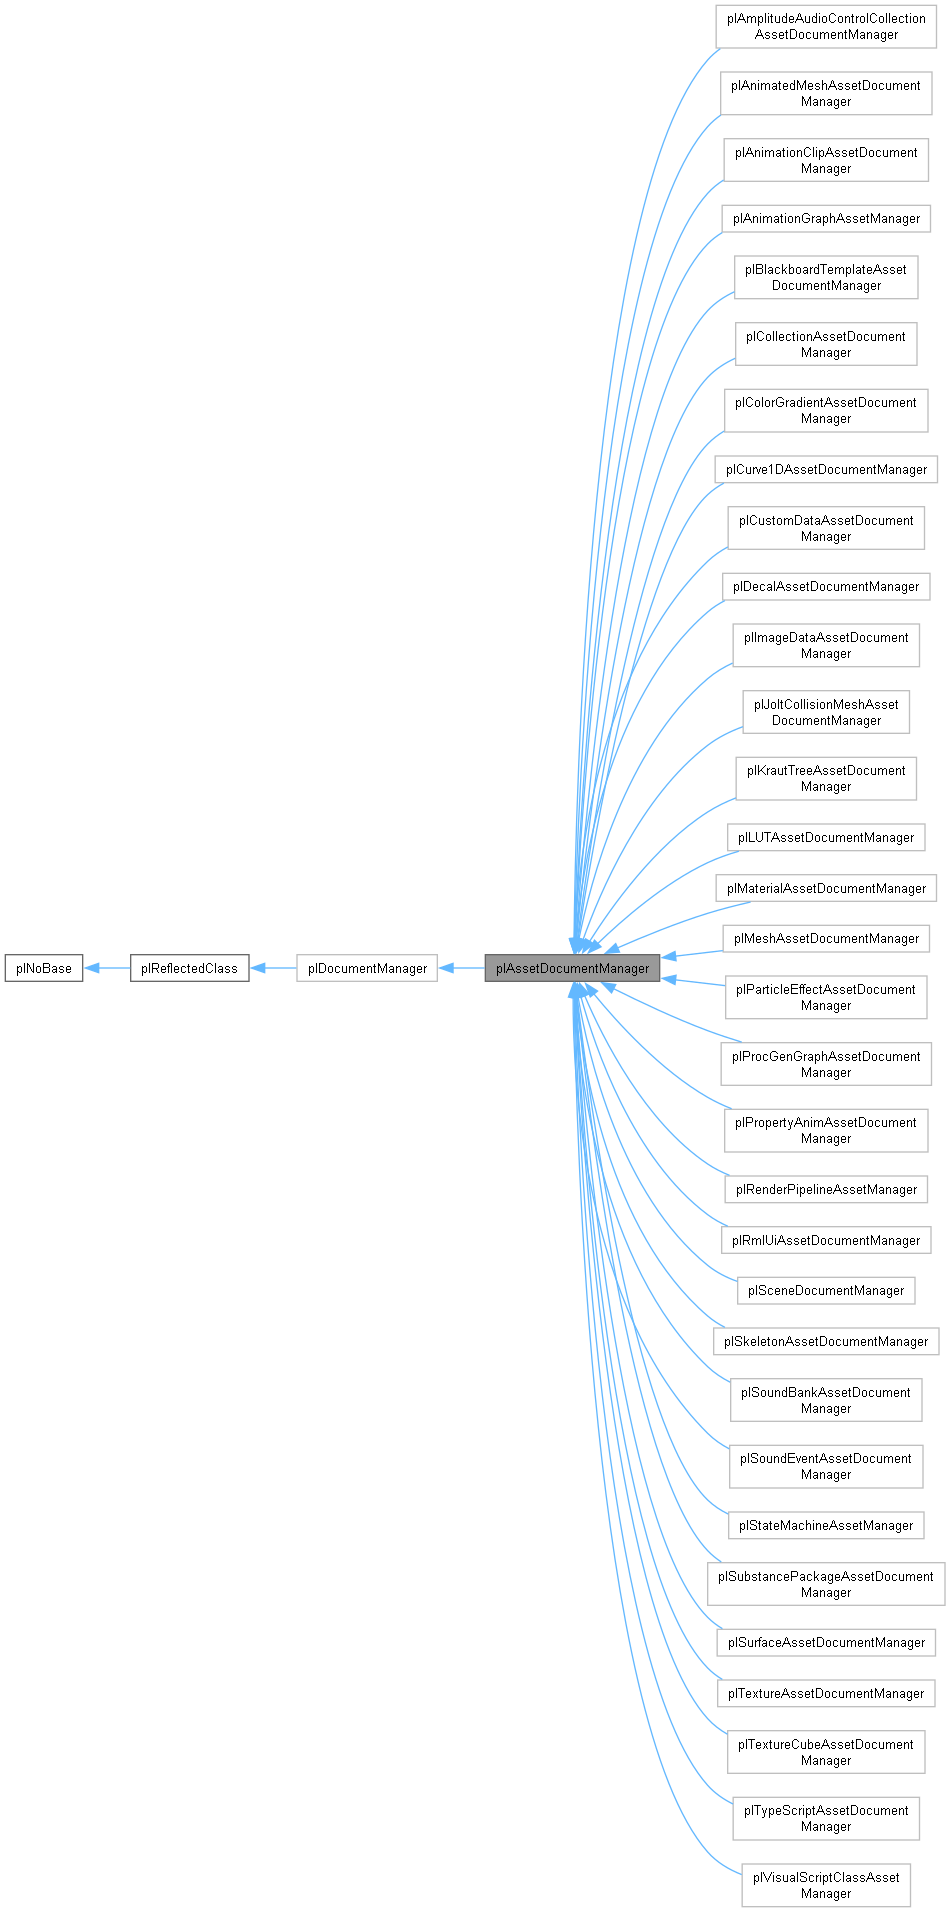 plAmplitudeAudioControlCollection
AssetDocumentManager
plAnimatedMeshAssetDocument
Manager
plAnimationClipAssetDocument
Manager
plAnimationGraphAssetManager
plBlackboardTemplateAsset
DocumentManager
plCollectionAssetDocument
Manager
plColorGradientAssetDocument
Manager
plCurve1DAssetDocumentManager
plCustomDataAssetDocument
Manager
plDecalAssetDocumentManager
plImageDataAssetDocument
Manager
plJoltCollisionMeshAsset
DocumentManager
plKrautTreeAssetDocument
Manager
plLUTAssetDocumentManager
plMaterialAssetDocumentManager
plMeshAssetDocumentManager
plNoBase
plReflectedClass
plDocumentManager
plAssetDocumentManager
plParticleEffectAssetDocument
Manager
plProcGenGraphAssetDocument
Manager
plPropertyAnimAssetDocument
Manager
plRenderPipelineAssetManager
plRmlUiAssetDocumentManager
plSceneDocumentManager
plSkeletonAssetDocumentManager
plSoundBankAssetDocument
Manager
plSoundEventAssetDocument
Manager
plStateMachineAssetManager
plSubstancePackageAssetDocument
Manager
plSurfaceAssetDocumentManager
plTextureAssetDocumentManager
plTextureCubeAssetDocument
Manager
plTypeScriptAssetDocument
Manager
plVisualScriptClassAsset
Manager